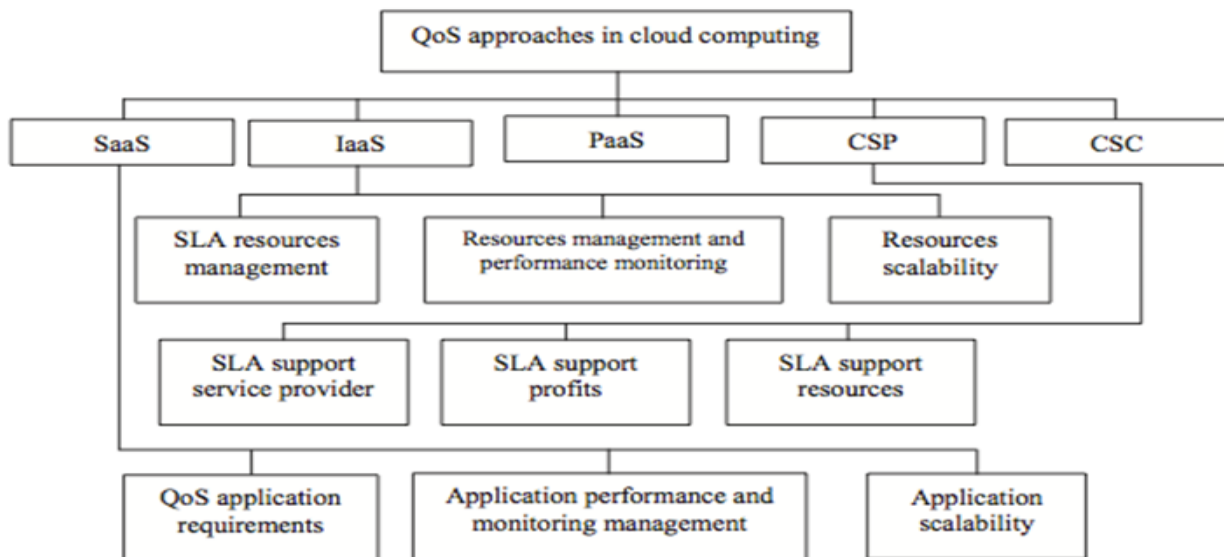 QoS approaches in cloud computing
SaaS
IaaS
PaaS
CSP
CSC
SLA resources
management
Resources management and
performance monitoring
Resources
scalability
SLA support
service provider
SLA support
profits
SLA support
resources
QoS application
requirements
Application performance and
monitoring management
Application
scalability